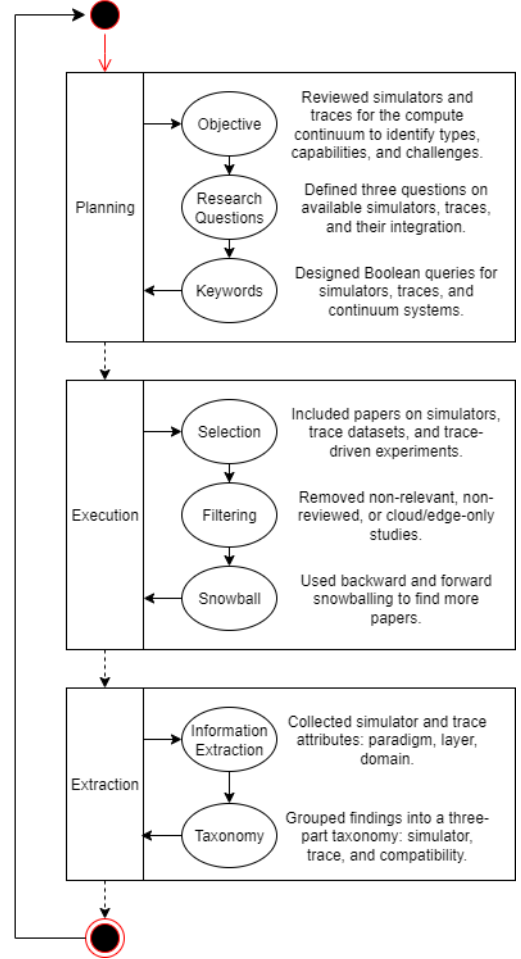 Planning
Objective
Reviewed simulators and
traces for the compute
continuum to identify types,
capabilities, and challenges.
Research
Questions
Defined three questions on
available simulators, traces,
and their integration.
Keywords
Designed Boolean queries for
simulators, traces, and
continuum systems.
Execution
Selection
Included papers on simulators,
trace datasets, and trace-
driven experiments.
Filtering
Removed non-relevant, non-
reviewed, or cloud/edge-only
studies.
Snowball
Used backward and forward
snowballing to find more
papers.
Extraction
Information
Extraction
Collected simulator and trace
attributes: paradigm, layer,
domain.
Taxonomy
Grouped findings into a three-
part taxonomy: simulator,
trace, and compatibility.